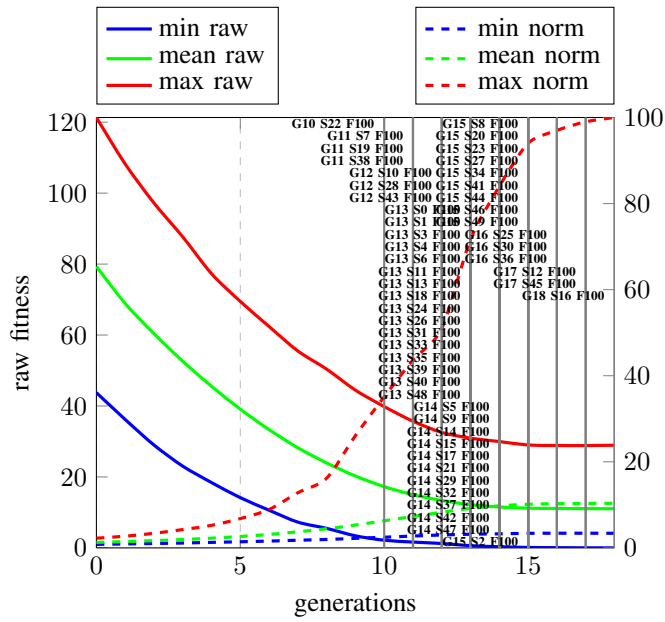 min raw
mean raw
max raw
min norm
mean norm
max norm
120
100
80
60
40
20
0
raw fitness
G10 S22 F100
G11 S7 F100
G11 S19 F100
G11 S38 F100
G12 S10 F100
G12 S28 F100
G12 S43 F100
G13 S0 F100
G13 S1 F100
G13 S3 F100
G13 S4 F100
G13 S6 F100
G13 S11 F100
G13 S13 F100
G13 S18 F100
G13 S24 F100
G13 S26 F100
G13 S31 F100
G13 S33 F100
G13 S35 F100
G13 S39 F100
G13 S40 F100
G13 S48 F100
G14 S5 F100
G14 S9 F100
G14 S14 F100
G14 S15 F100
G14 S17 F100
G14 S21 F100
G14 S29 F100
G14 S32 F100
G14 S37 F100
G14 S42 F100
G14 S47 F100
G15 S2 F100
G15 S8 F100
G15 S20 F100
G15 S23 F100
G15 S27 F100
G15 S34 F100
G15 S41 F100
G15 S44 F100
G15 S46 F100
G15 S49 F100
G16 S25 F100
G16 S30 F100
G16 S36 F100
G17 S12 F100
G17 S45 F100
G18 S16 F100
100
80
60
40
20
0
0
5
10
15
generations